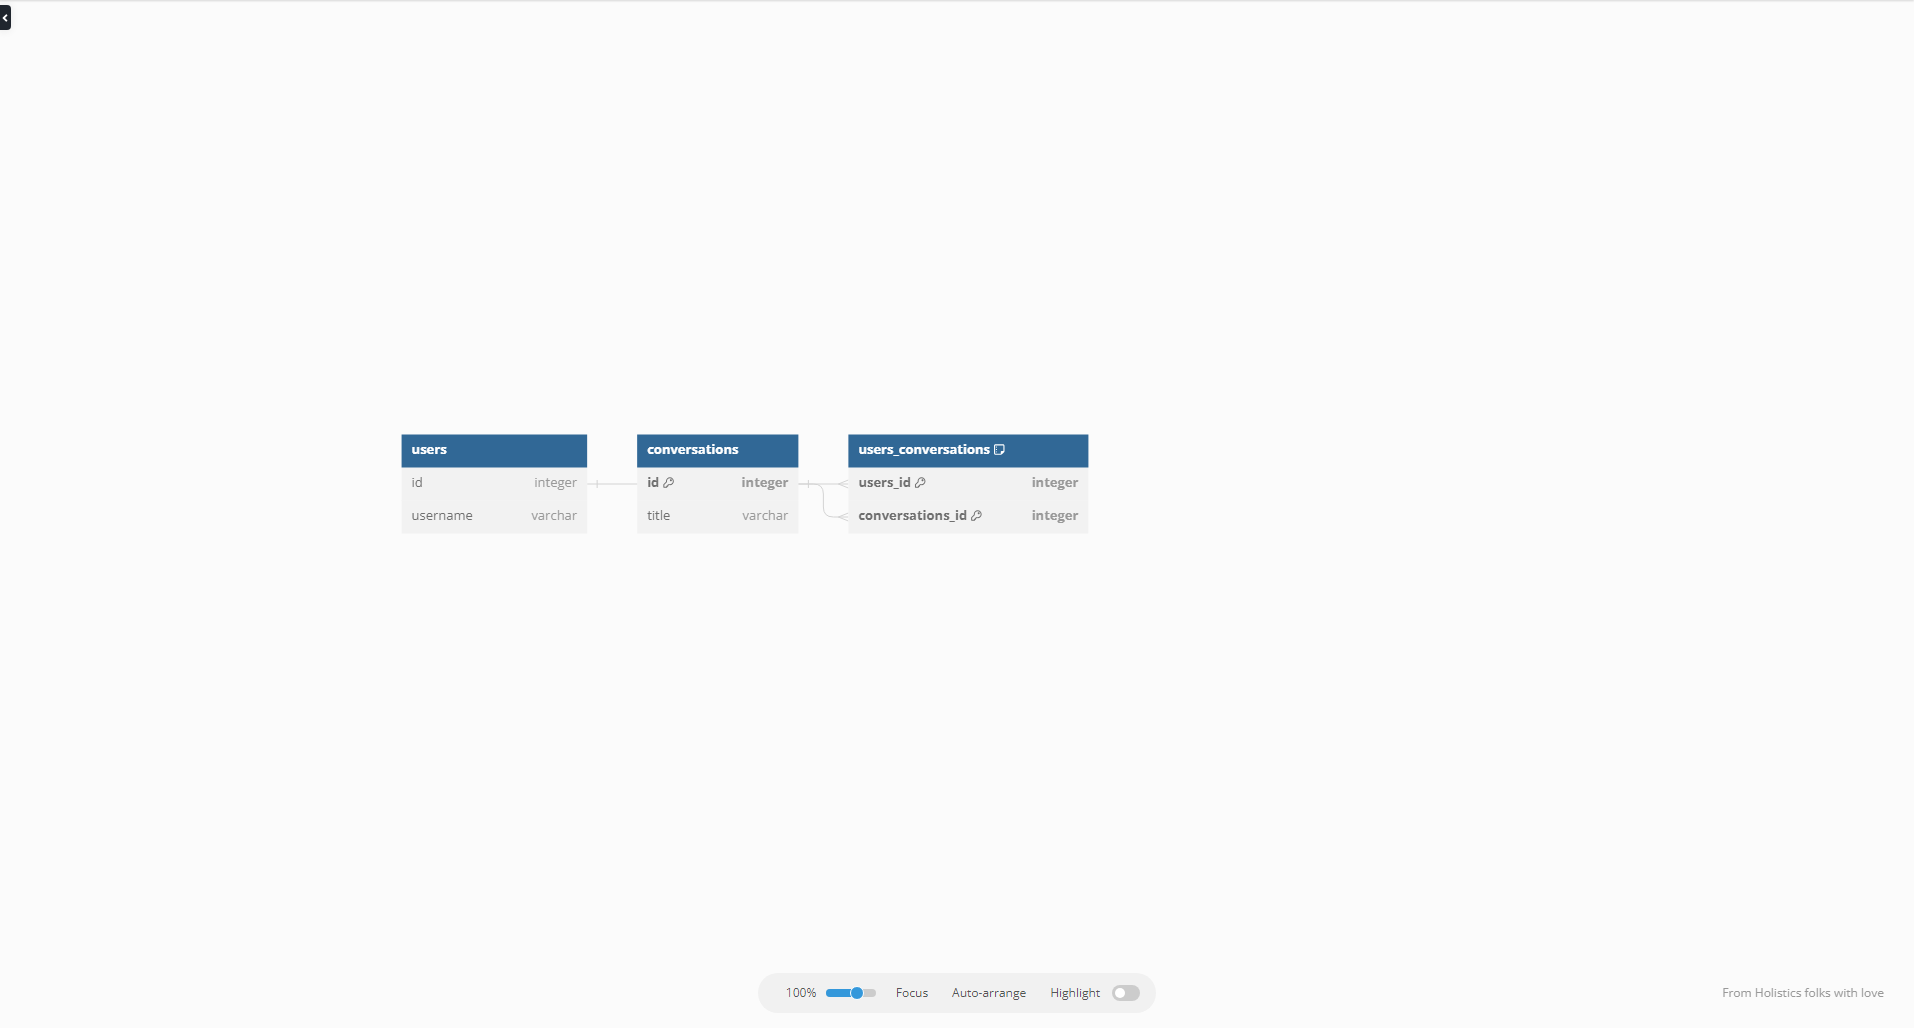 users
id integer
username varchar
conversations
id integer
title varchar
users_conversations
users_id integer
conversations_id integer
100% Focus Auto-arrange Highlight
From Holistics folks with love